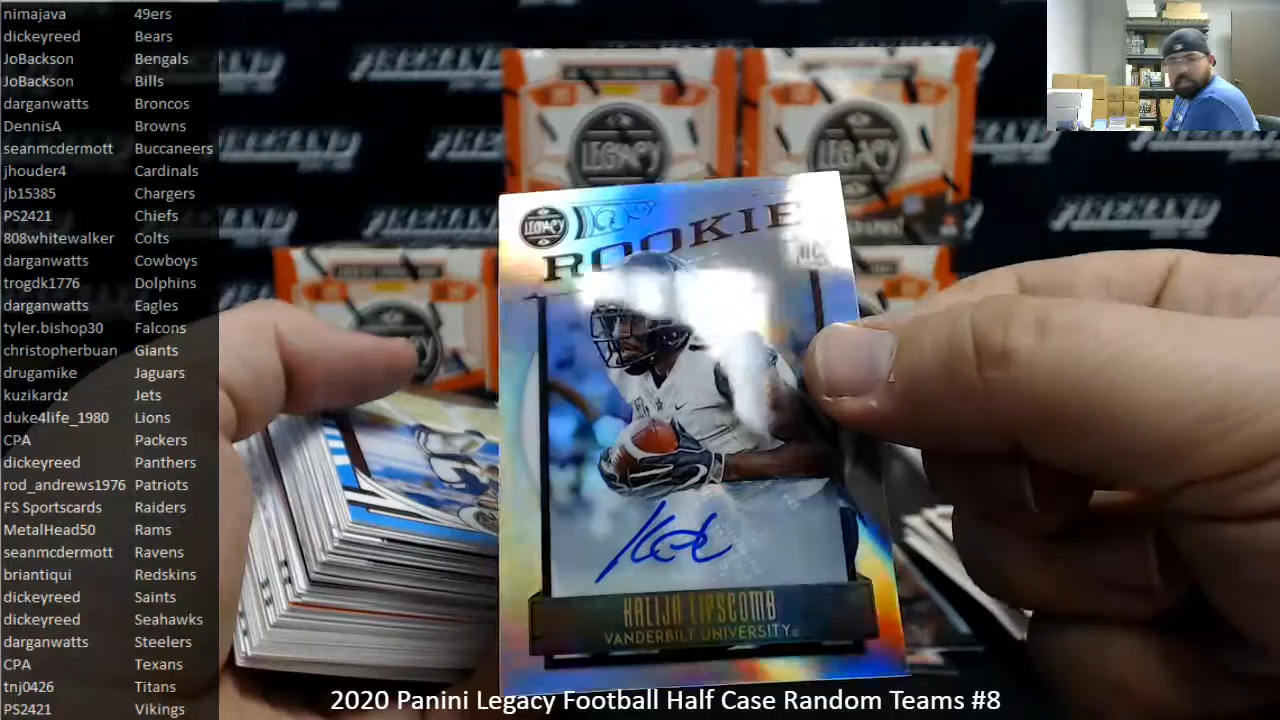 nimajava 49ers
dickeyreed Bears
JoBackson Bengals
JoBackson Bills
darganwatts Broncos
DennisA Browns
seanmcdermott Buccaneers
jhouder4 Cardinals
jb15385 Chargers
PS2421 Chiefs
808whitewalker Colts
darganwatts Cowboys
trogdk1776 Dolphins
darganwatts Eagles
tyler.bishop30 Falcons
christopherbuan Giants
drugamike Jaguars
kuzikardz Jets
duke4life_1980 Lions
CPA Packers
dickeyreed Panthers
rod_andrews1976 Patriots
FS Sportscards Raiders
MetalHead50 Rams
seanmcdermott Ravens
briantiqui Redskins
dickeyreed Saints
dickeyreed Seahawks
darganwatts Steelers
CPA Texans
tnj0426 Titans
PS2421 Vikings
LEGACY
LEGACY
LEGACY
ROOKIE
KALIJA LIPSCOMB
VANDERBILT UNIVERSITY
2020 Panini Legacy Football Half Case Random Teams #8